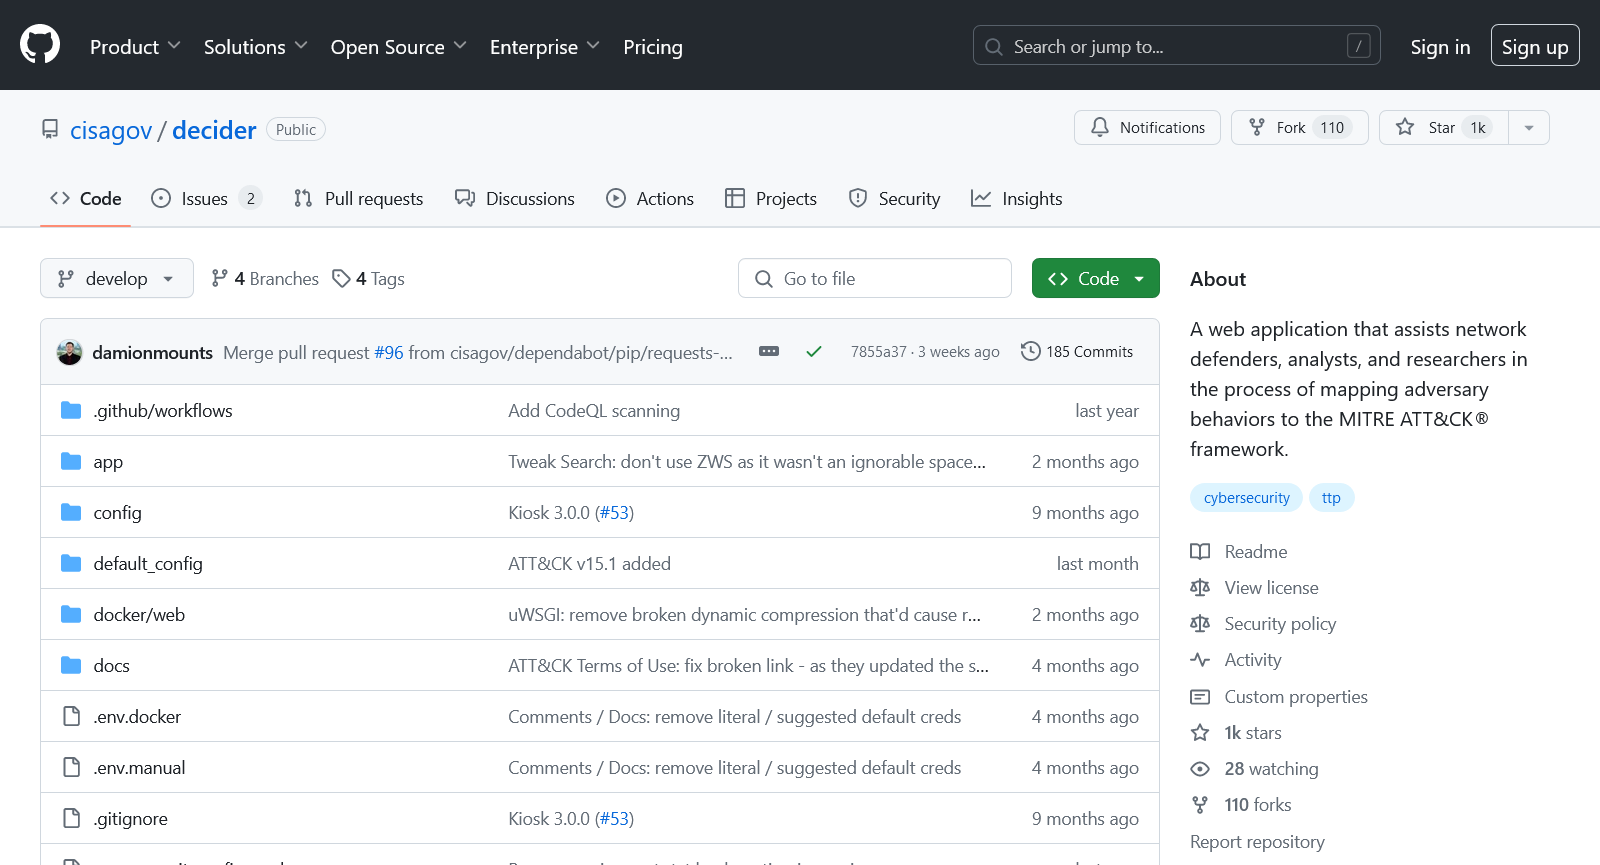 Product Solutions Open Source Enterprise Pricing Search or jump to... / Sign in Sign up
cisagov / decider Public Notifications Fork 110 Star 1k
Code Issues 2 Pull requests Discussions Actions Projects Security Insights
develop 4 Branches 4 Tags Go to file Code
damionmounts Merge pull request #96 from cisagov/dependabot/pip/requests-... 7855a37 · 3 weeks ago 185 Commits
.github/workflows Add CodeQL scanning last year
app Tweak Search: don't use ZWS as it wasn't an ignorable space... 2 months ago
config Kiosk 3.0.0 (#53) 9 months ago
default_config ATT&CK v15.1 added last month
docker/web uWSGI: remove broken dynamic compression that'd cause r... 2 months ago
docs ATT&CK Terms of Use: fix broken link - as they updated the s... 4 months ago
.env.docker Comments / Docs: remove literal / suggested default creds 4 months ago
.env.manual Comments / Docs: remove literal / suggested default creds 4 months ago
.gitignore Kiosk 3.0.0 (#53) 9 months ago
About
A web application that assists network
defenders, analysts, and researchers in
the process of mapping adversary
behaviors to the MITRE ATT&CK®
framework.
cybersecurity ttp
Readme
View license
Security policy
Activity
Custom properties
1k stars
28 watching
110 forks
Report repository